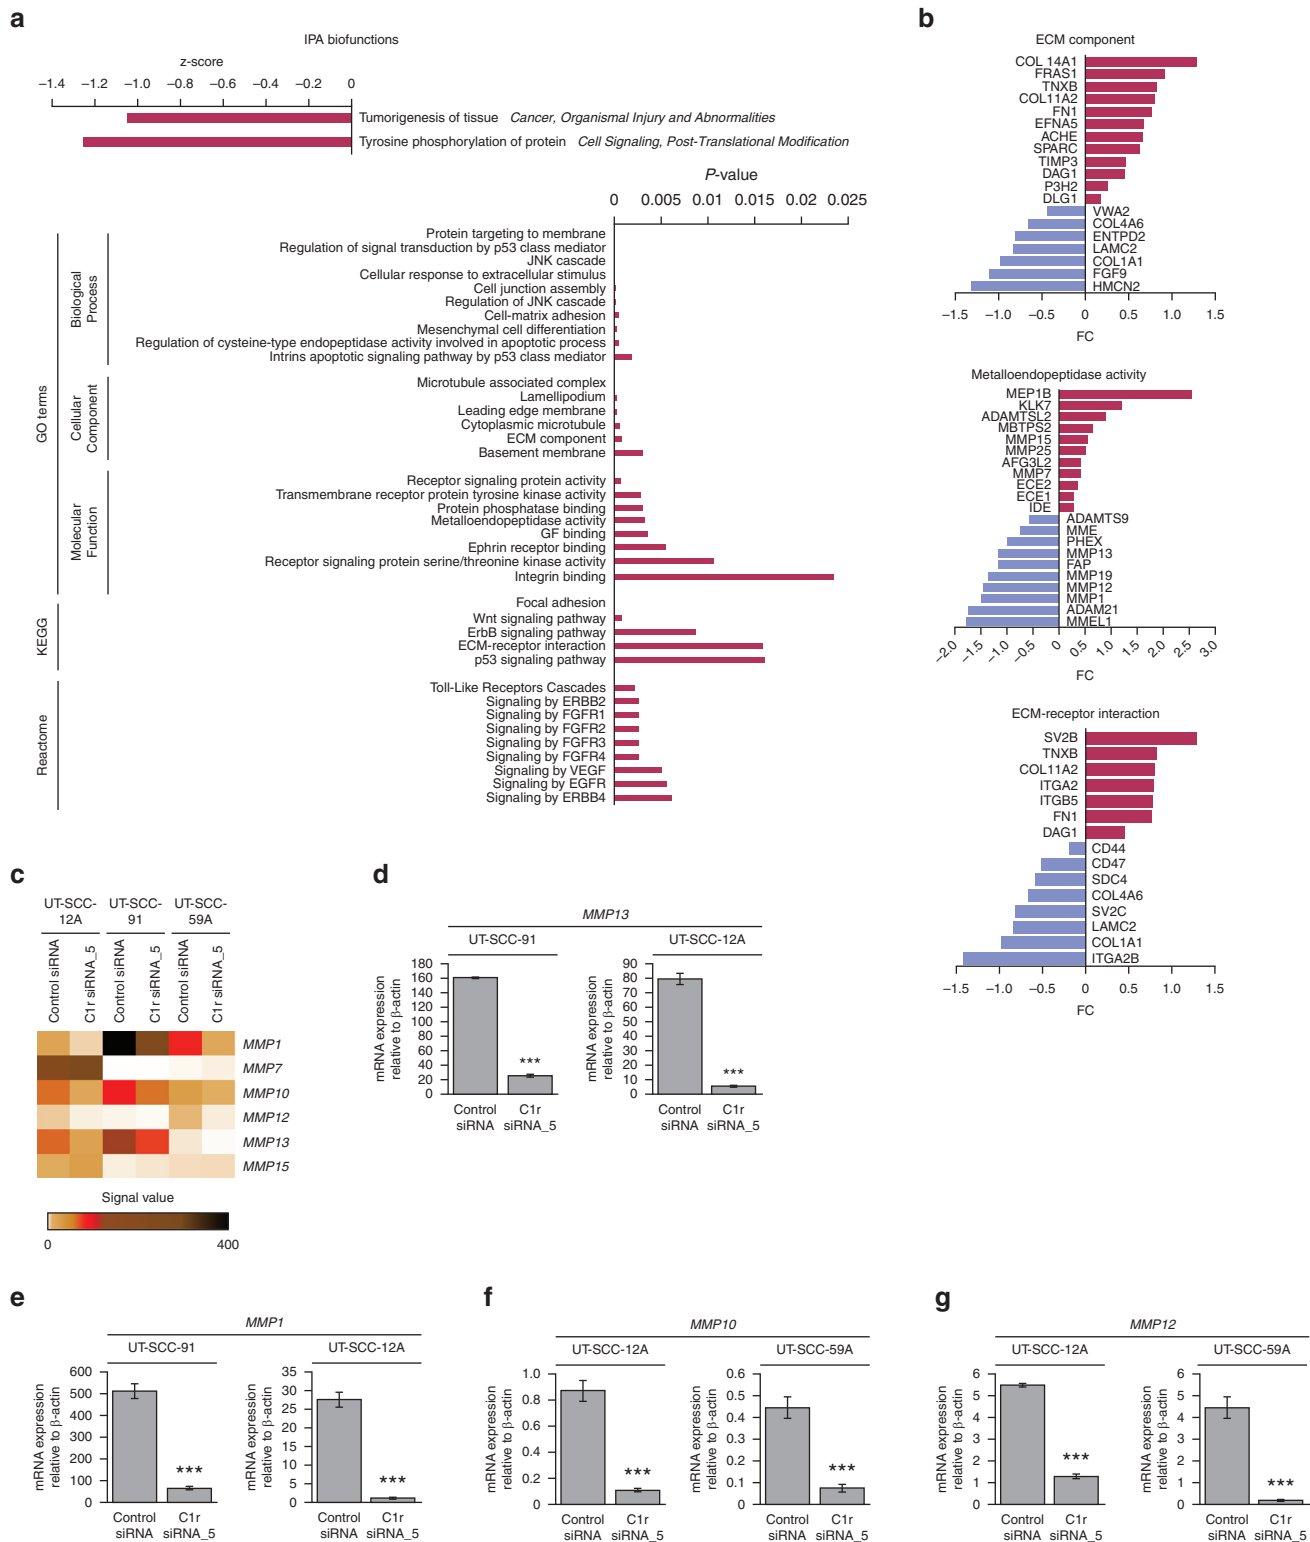 a
IPA biofunctions
z-score
–1.4 –1.2 –1.0 –0.8 –0.6 –0.4 –0.2 0
Tumorigenesis of tissue Cancer, Organismal Injury and Abnormalities
Tyrosine phosphorylation of protein Cell Signaling, Post-Translational Modification
P-value
0 0.005 0.01 0.015 0.02 0.025
GO terms
Biological Process
Protein targeting to membrane
Regulation of signal transduction by p53 class mediator
JNK cascade
Cellular response to extracellular stimulus
Cell junction assembly
Regulation of JNK cascade
Cell-matrix adhesion
Mesenchymal cell differentiation
Regulation of cysteine-type endopeptidase activity involved in apoptotic process
Intrins apoptotic signaling pathway by p53 class mediator
Cellular Component
Microtubule associated complex
Lamellipodium
Leading edge membrane
Cytoplasmic microtubule
ECM component
Basement membrane
Molecular Function
Receptor signaling protein activity
Transmembrane receptor protein tyrosine kinase activity
Protein phosphatase binding
Metalloendopeptidase activity
GF binding
Ephrin receptor binding
Receptor signaling protein serine/threonine kinase activity
Integrin binding
KEGG
Focal adhesion
Wnt signaling pathway
ErbB signaling pathway
ECM-receptor interaction
p53 signaling pathway
Reactome
Toll-Like Receptors Cascades
Signaling by ERBB2
Signaling by FGFR1
Signaling by FGFR2
Signaling by FGFR3
Signaling by FGFR4
Signaling by VEGF
Signaling by EGFR
Signaling by ERBB4
b
ECM component
COL 14A1
FRAS1
TNXB
COL11A2
FN1
EFNA5
ACHE
SPARC
TIMP3
DAG1
P3H2
DLG1
VWA2
COL4A6
ENTPD2
LAMC2
COL1A1
FGF9
HMCN2
–1.5 –1.0 –0.5 0 0.5 1.0 1.5
FC
Metalloendopeptidase activity
MEP1B
KLK7
ADAMTSL2
MBTPS2
MMP15
MMP25
AFG3L2
MMP7
ECE2
ECE1
IDE
ADAMTS9
MME
PHEX
MMP13
FAP
MMP19
MMP12
MMP1
ADAM21
MMEL1
–2.0 –1.5 –1.0 –0.5 0 0.5 1.0 1.5 2.0 2.5 3.0
FC
ECM-receptor interaction
SV2B
TNXB
COL11A2
ITGA2
ITGB5
FN1
DAG1
CD44
CD47
SDC4
COL4A6
SV2C
LAMC2
COL1A1
ITGA2B
–1.5 –1.0 –0.5 0 0.5 1.0 1.5
FC
c
UT-SCC- UT-SCC- UT-SCC-
12A 91 59A
Control siRNA C1r siRNA_5 Control siRNA C1r siRNA_5 Control siRNA C1r siRNA_5
MMP1
MMP7
MMP10
MMP12
MMP13
MMP15
Signal value
0 400
d
MMP13
UT-SCC-91
mRNA expression
relative to β-actin
180
160
140
120
100
80
60
40
20
0
***
Control C1r
siRNA siRNA_5
UT-SCC-12A
mRNA expression
relative to β-actin
90
80
70
60
50
40
30
20
10
0
***
Control C1r
siRNA siRNA_5
e
MMP1
UT-SCC-91
mRNA expression
relative to β-actin
600
500
400
300
200
100
0
***
Control C1r
siRNA siRNA_5
UT-SCC-12A
mRNA expression
relative to β-actin
35
30
25
20
15
10
5
0
***
Control C1r
siRNA siRNA_5
f
MMP10
UT-SCC-12A
mRNA expression
relative to β-actin
1.0
0.8
0.6
0.4
0.2
0
***
Control C1r
siRNA siRNA_5
UT-SCC-59A
mRNA expression
relative to β-actin
0.6
0.5
0.4
0.3
0.2
0.1
0
***
Control C1r
siRNA siRNA_5
g
MMP12
UT-SCC-12A
mRNA expression
relative to β-actin
6
5
4
3
2
1
0
***
Control C1r
siRNA siRNA_5
UT-SCC-59A
mRNA expression
relative to β-actin
6
5
4
3
2
1
0
***
Control C1r
siRNA siRNA_5